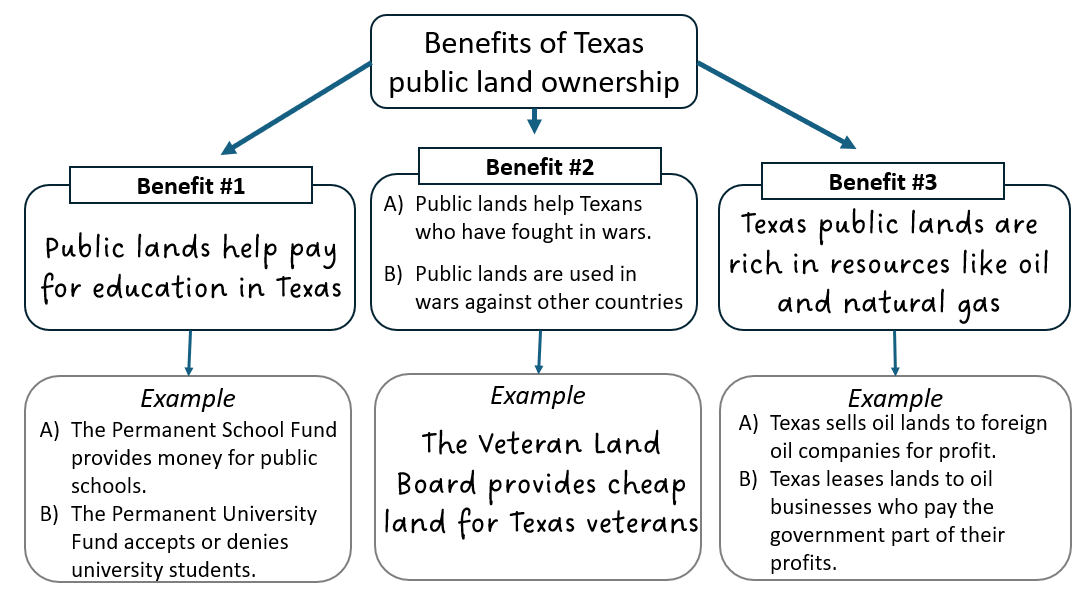 Benefits of Texas
public land ownership
Benefit #1
Public lands help pay
for education in Texas
Example
A) The Permanent School Fund
provides money for public
schools.
B) The Permanent University
Fund accepts or denies
university students.
Benefit #2
A) Public lands help Texans
who have fought in wars.
B) Public lands are used in
wars against other countries
Example
The Veteran Land
Board provides cheap
land for Texas veterans
Benefit #3
Texas public lands are
rich in resources like oil
and natural gas
Example
A) Texas sells oil lands to foreign
oil companies for profit.
B) Texas leases lands to oil
businesses who pay the
government part of their
profits.